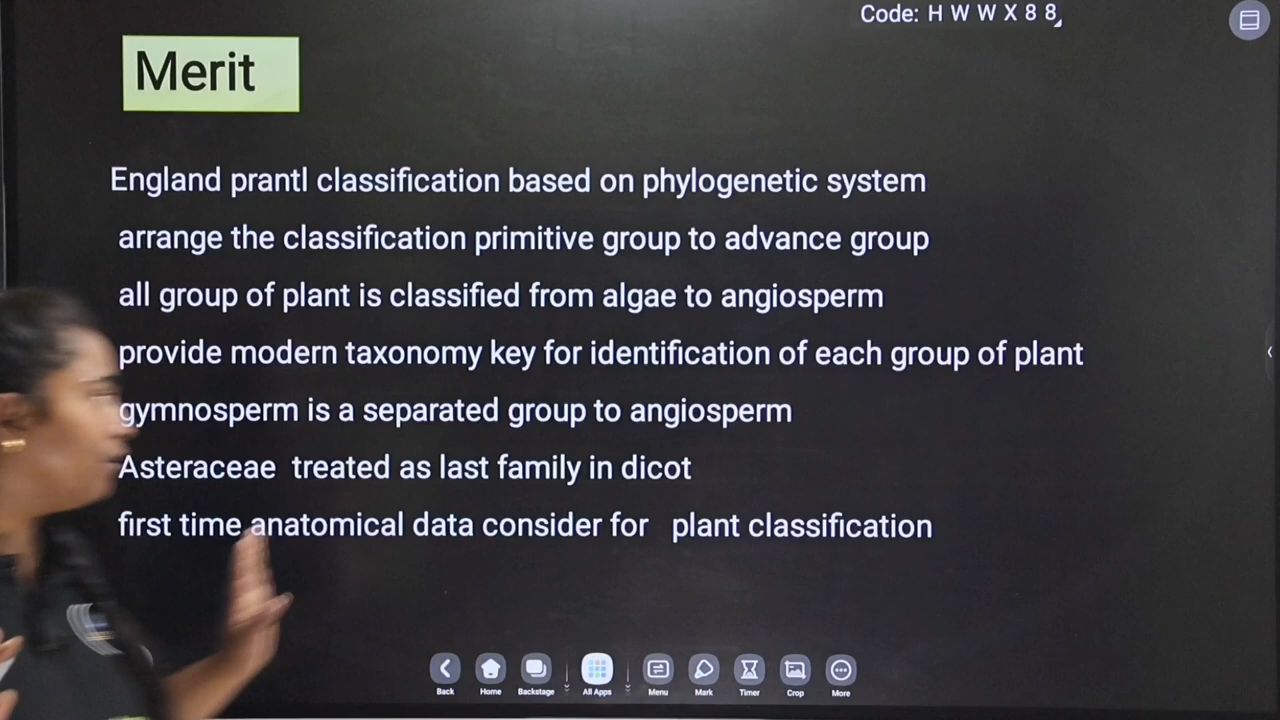 Code: H W W X 8 8
Merit
England prantl classification based on phylogenetic system
arrange the classification primitive group to advance group
all group of plant is classified from algae to angiosperm
provide modern taxonomy key for identification of each group of plant
gymnosperm is a separated group to angiosperm
Asteraceae treated as last family in dicot
first time anatomical data consider for plant classification
Back Home Backstage All Apps Menu Mark Timer Crop More